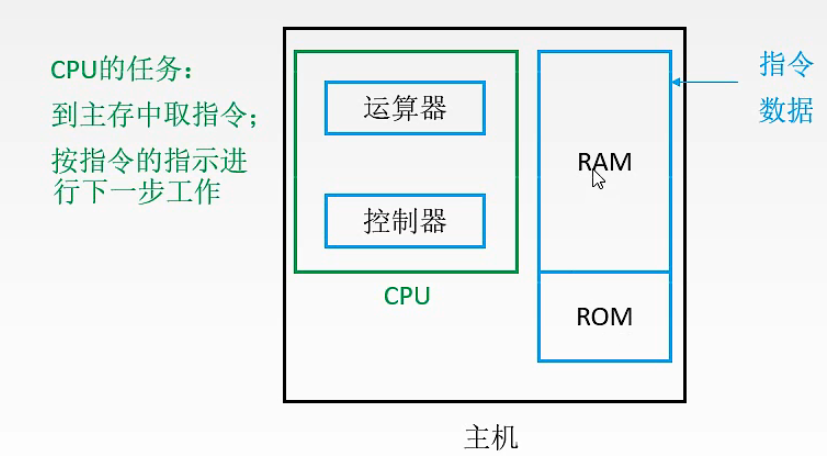 CPU的任务：
到主存中取指令；
按指令的指示进
行下一步工作
运算器
控制器
CPU
RAM
ROM
指令
数据
主机